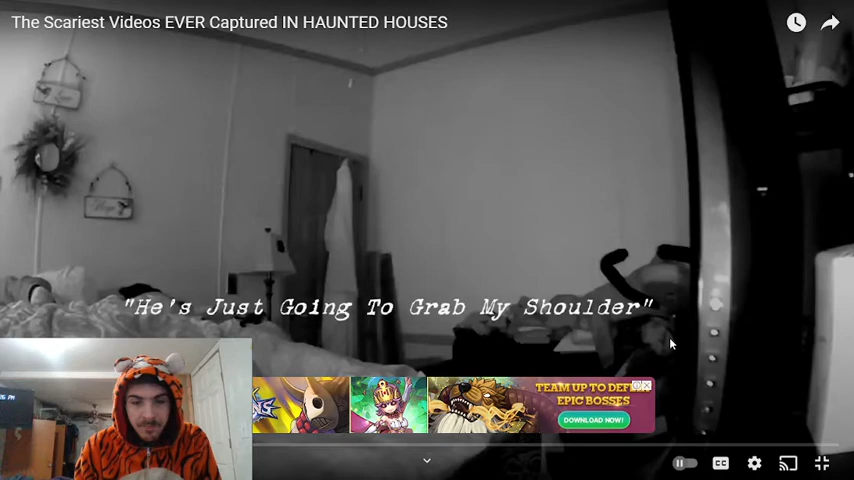 The Scariest Videos EVER Captured IN HAUNTED HOUSES
"He's Just Going To Grab My Shoulder"
TEAM UP TO DEF
EPIC BOSSES
DOWNLOAD NOW!
CC